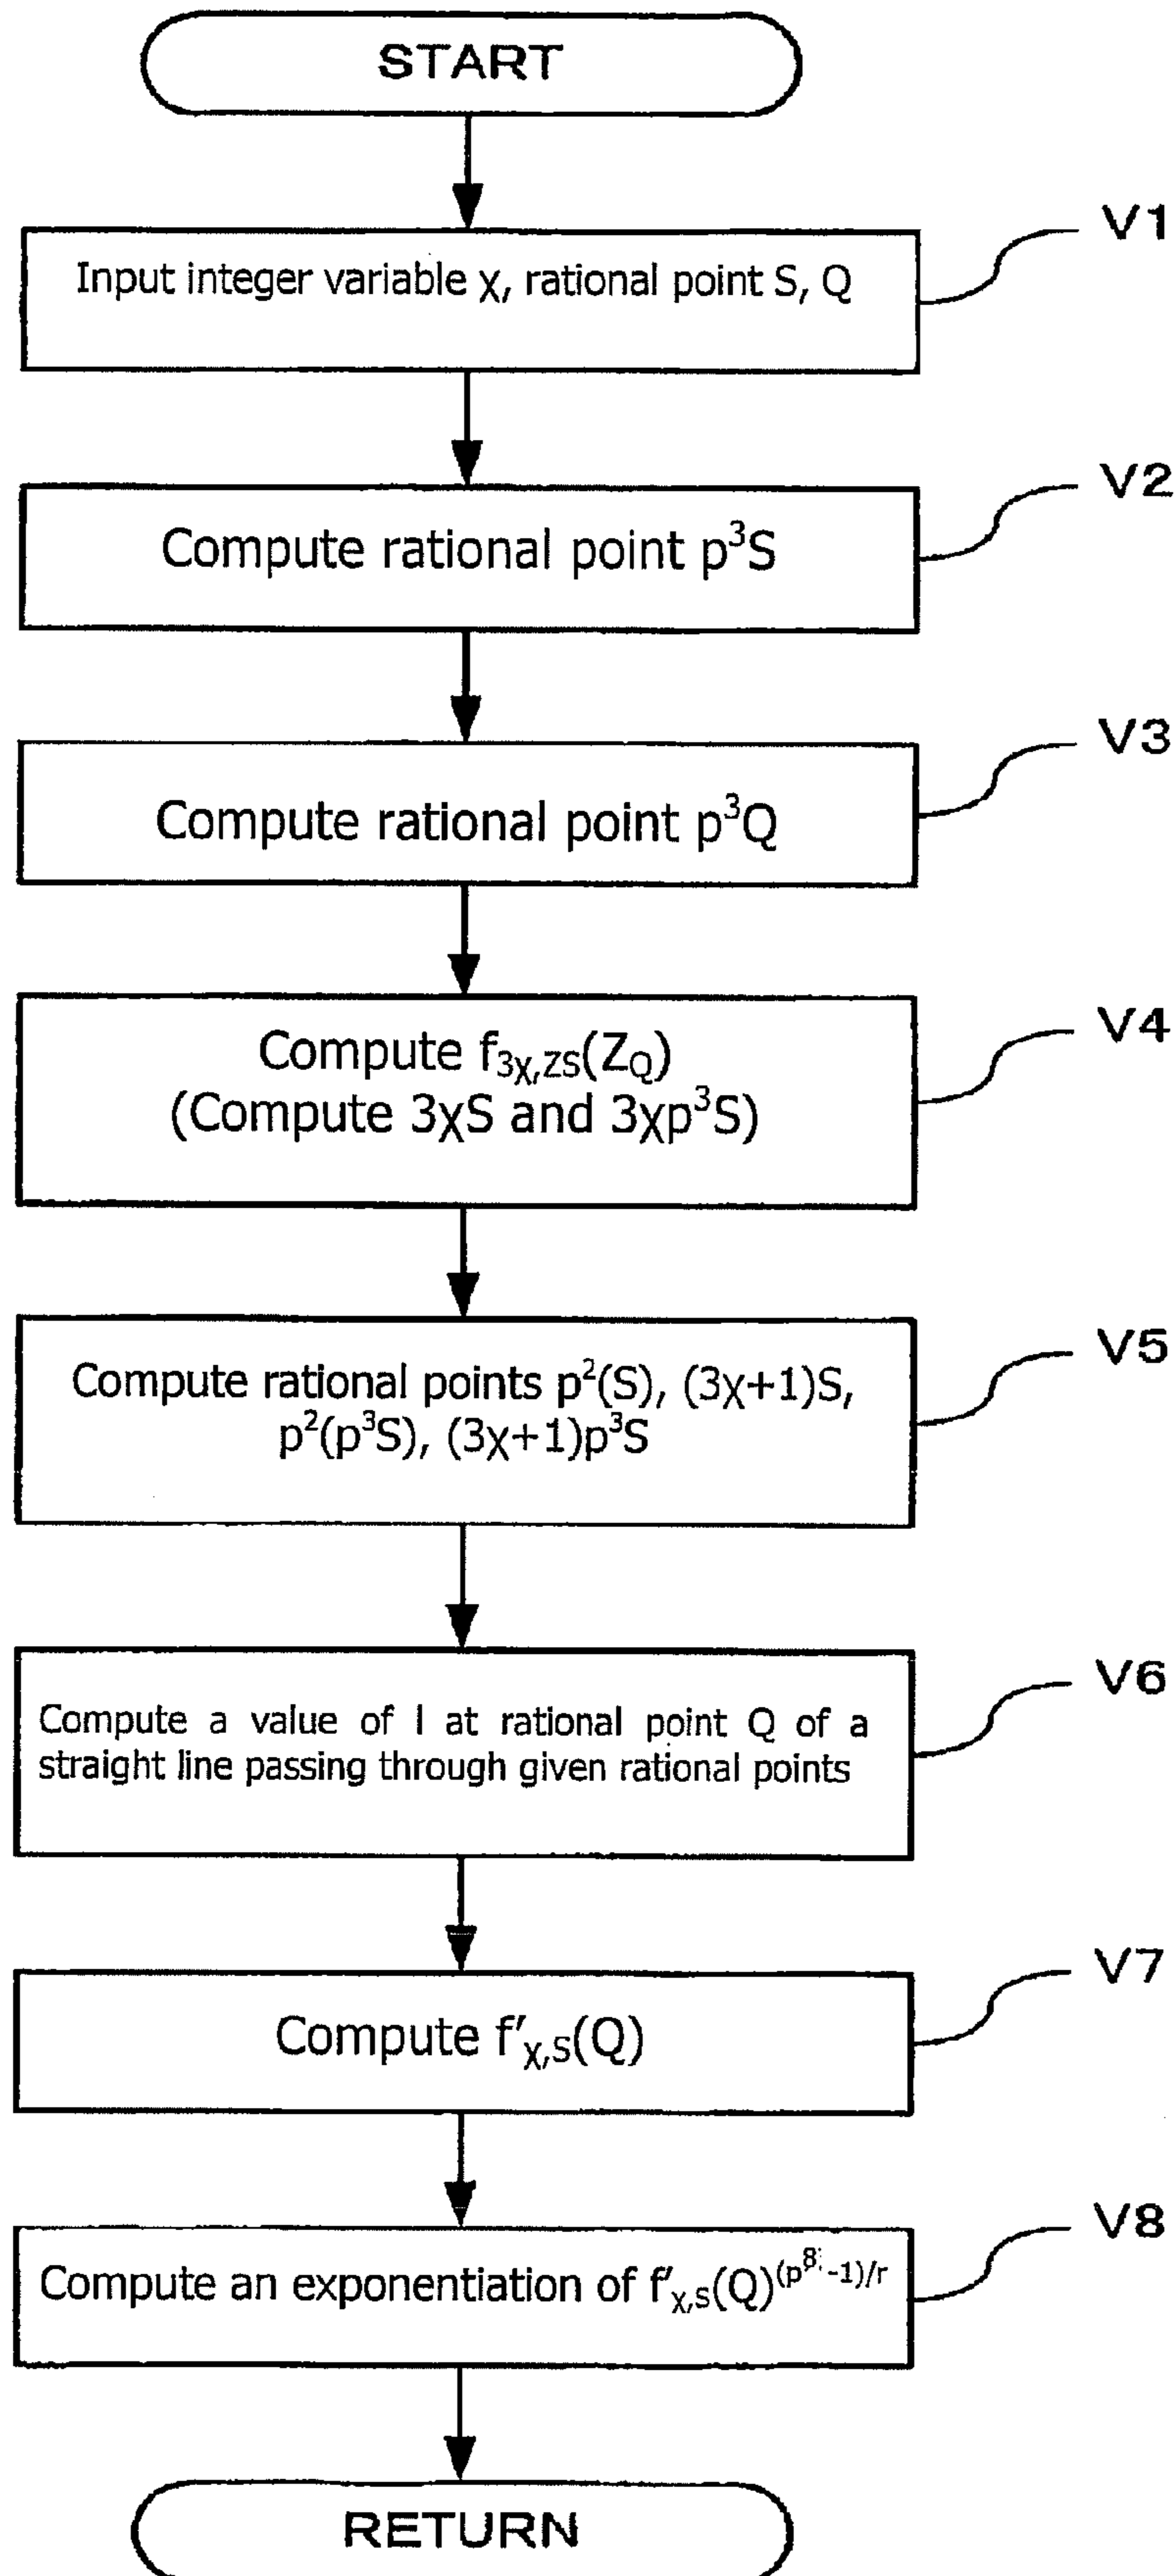 START
V1
Input integer variable χ, rational point S, Q
V2
Compute rational point p³S
V3
Compute rational point p³Q
V4
Compute f₃χ,ZS(Z_Q)
(Compute 3χS and 3χp³S)
V5
Compute rational points p²(S), (3χ+1)S,
p²(p³S), (3χ+1)p³S
V6
Compute a value of l at rational point Q of a
straight line passing through given rational points
V7
Compute f′χ,S(Q)
V8
Compute an exponentiation of f′χ,S(Q)^(p⁸-1)/r
RETURN